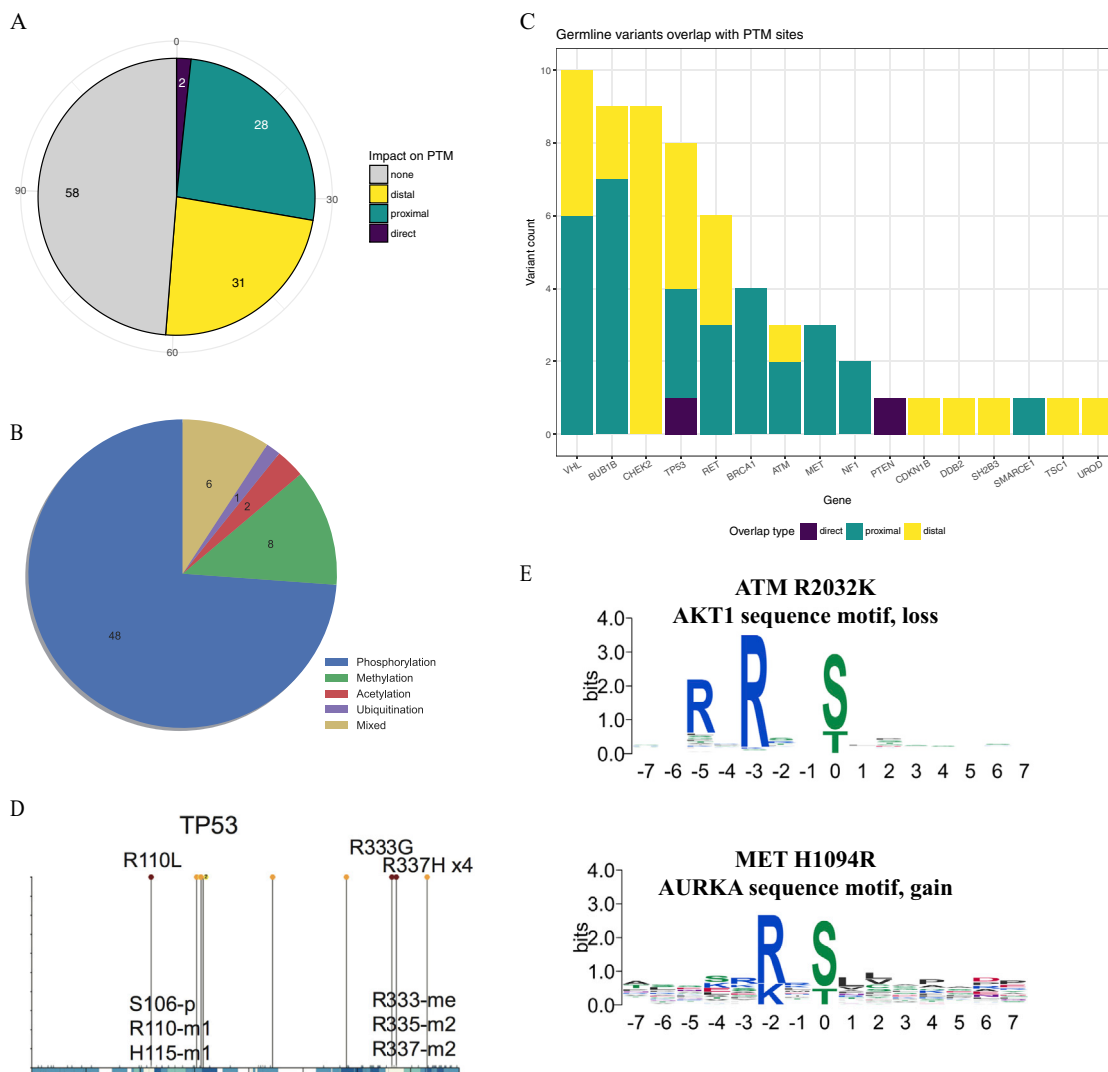 A
0
30
60
90
2
28
31
58
Impact on PTM
none
distal
proximal
direct
B
6
1
2
8
48
Phosphorylation
Methylation
Acetylation
Ubiquitination
Mixed
C
Germline variants overlap with PTM sites
Variant count
10
8
6
4
2
0
VHL
BUB1B
CHEK2
TP53
RET
BRCA1
ATM
MET
NF1
PTEN
CDKN1B
DDB2
SH2B3
SMARCE1
TSC1
UROD
Gene
Overlap type direct proximal distal
D
TP53
R110L
R333G
R337H x4
S106-p
R110-m1
H115-m1
R333-me
R335-m2
R337-m2
E
ATM R2032K
AKT1 sequence motif, loss
bits
4.0
3.0
2.0
1.0
0.0
R R S
T
-7 -6 -5 -4 -3 -2 -1 0 1 2 3 4 5 6 7
MET H1094R
AURKA sequence motif, gain
bits
4.0
3.0
2.0
1.0
0.0
R S
K T
-7 -6 -5 -4 -3 -2 -1 0 1 2 3 4 5 6 7